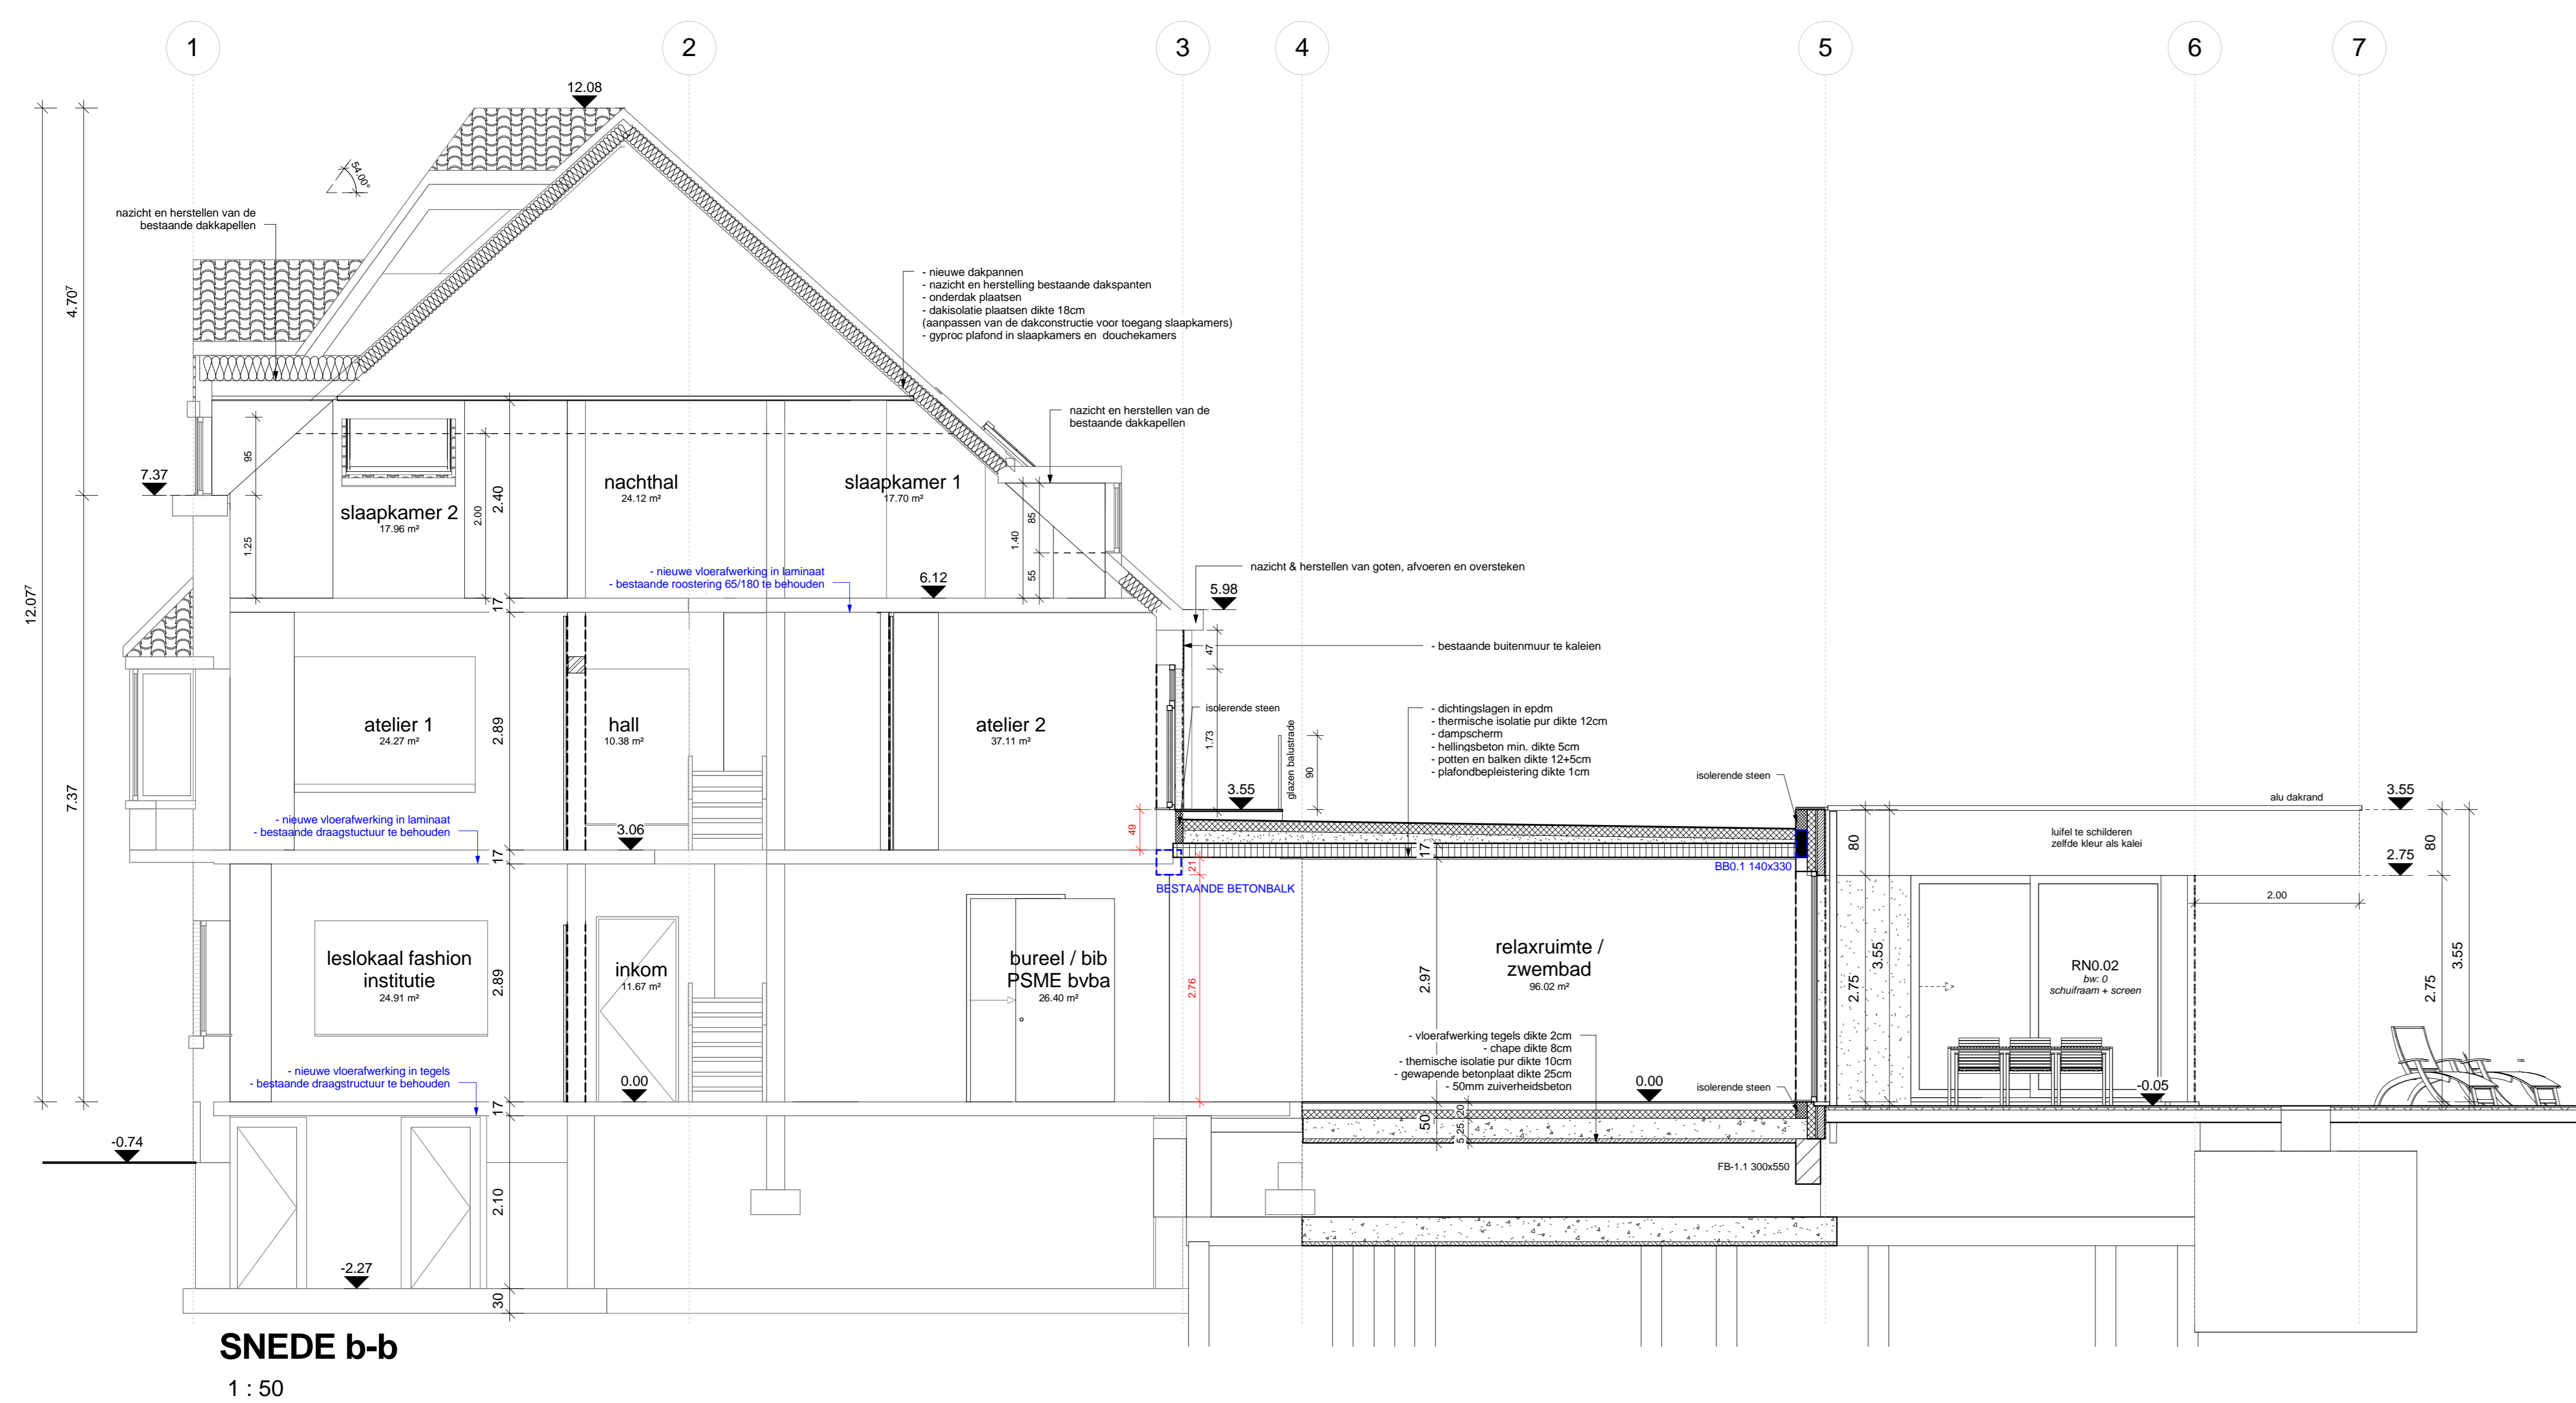 1
2
3
4
5
6
7
12.08
54.00°
nazicht en herstellen van de
bestaande dakkapellen
- nieuwe dakpannen
- nazicht en herstelling bestaande dakspanten
- onderdak plaatsen
- dakisolatie plaatsen dikte 18cm
(aanpassen van de dakconstructie voor toegang slaapkamers)
- gyproc plafond in slaapkamers en douchekamers
4.70⁷
12.07⁷
7.37
nazicht en herstellen van de
bestaande dakkapellen
7.37
95
1.25
slaapkamer 2
17.96 m²
2.00
2.40
nachthal
24.12 m²
slaapkamer 1
17.70 m²
1.40
85
55
- nieuwe vloerafwerking in laminaat
- bestaande roostering 65/180 te behouden
6.12
17
nazicht & herstellen van goten, afvoeren en oversteken
5.98
47
- bestaande buitenmuur te kaleien
isolerende steen
1.73
glazen balustrade
90
3.55
- dichtingslagen in epdm
- thermische isolatie pur dikte 12cm
- dampscherm
- hellingsbeton min. dikte 5cm
- potten en balken dikte 12+5cm
- plafondbepleistering dikte 1cm
isolerende steen
alu dakrand
3.55
atelier 1
24.27 m²
2.89
hall
10.38 m²
atelier 2
37.11 m²
- nieuwe vloerafwerking in laminaat
- bestaande draagstuctuur te behouden
3.06
17
49
21
17
BB0.1 140x330
BESTAANDE BETONBALK
80
luifel te schilderen
zelfde kleur als kalei
80
2.75
2.00
leslokaal fashion
institutie
24.91 m²
2.89
inkom
11.67 m²
bureel / bib
PSME bvba
26.40 m²
2.76
2.97
relaxruimte /
zwembad
96.02 m²
2.75
3.55
RN0.02
bw: 0
schuifraam + screen
2.75
3.55
- nieuwe vloerafwerking in tegels
- bestaande draagstructuur te behouden
0.00
17
- vloerafwerking tegels dikte 2cm
- chape dikte 8cm
- themische isolatie pur dikte 10cm
- gewapende betonplaat dikte 25cm
- 50mm zuiverheidsbeton
0.00
isolerende steen
-0.05
50
20
25
5
-0.74
FB-1.1 300x550
2.10
-2.27
30
SNEDE b-b
1 : 50